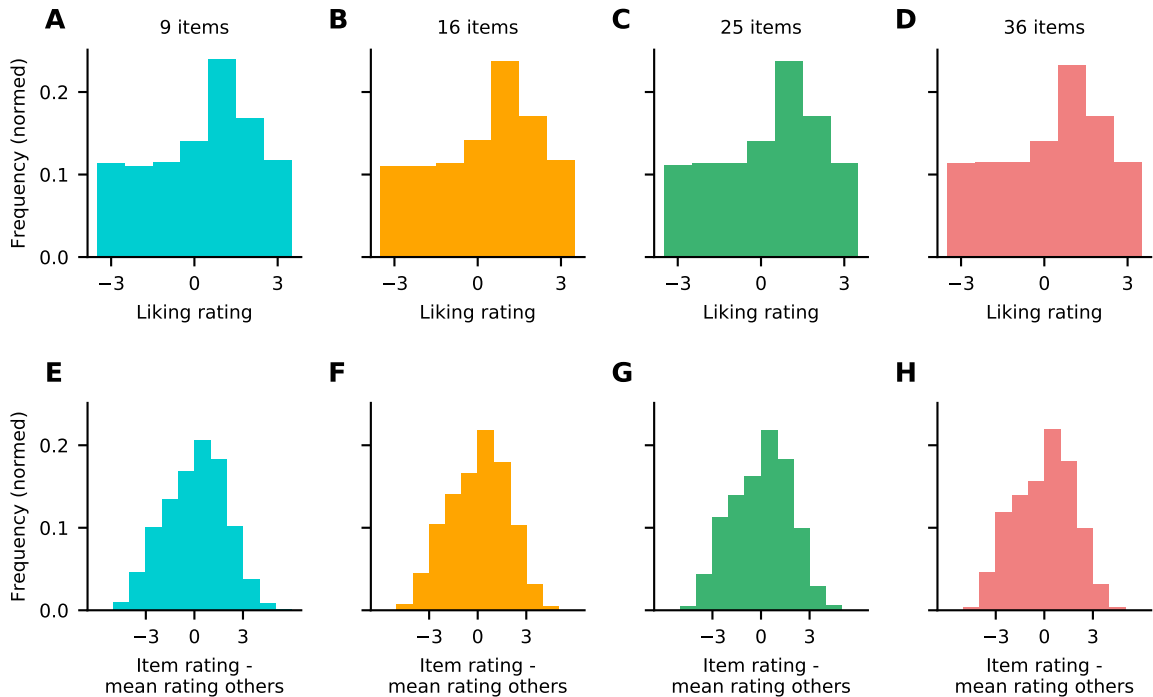 A
9 items
B
16 items
C
25 items
D
36 items
Frequency (normed)
0.2
0.1
0.0
−3 0 3
−3 0 3
−3 0 3
−3 0 3
Liking rating
Liking rating
Liking rating
Liking rating
E
F
G
H
Frequency (normed)
0.2
0.1
0.0
−3 0 3
−3 0 3
−3 0 3
−3 0 3
Item rating -
mean rating others
Item rating -
mean rating others
Item rating -
mean rating others
Item rating -
mean rating others